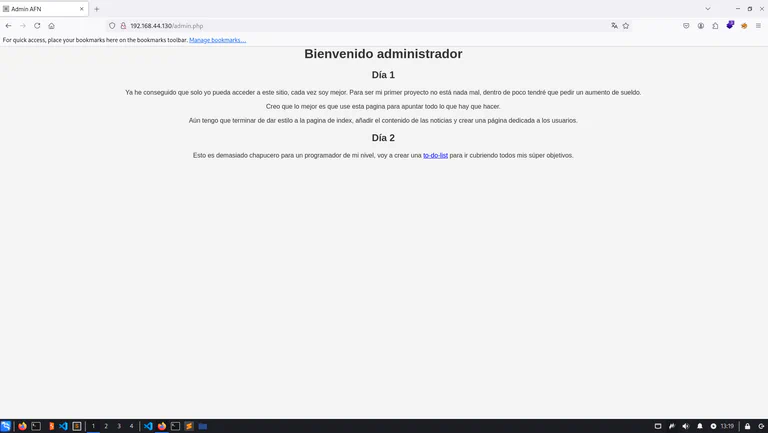 Admin AFN
192.168.44.130/admin.php
For quick access, place your bookmarks here on the bookmarks toolbar. Manage bookmarks...
Bienvenido administrador
Día 1
Ya he conseguido que solo yo pueda acceder a este sitio, cada vez soy mejor. Para ser mi primer proyecto no está nada mal, dentro de poco tendré que pedir un aumento de sueldo.
Creo que lo mejor es que use esta pagina para apuntar todo lo que hay que hacer.
Aún tengo que terminar de dar estilo a la pagina de index, añadir el contenido de las noticias y crear una página dedicada a los usuarios.
Día 2
Esto es demasiado chapucero para un programador de mi nivel, voy a crear una to-do-list para ir cubriendo todos mis súper objetivos.
1 2 3 4 13:19